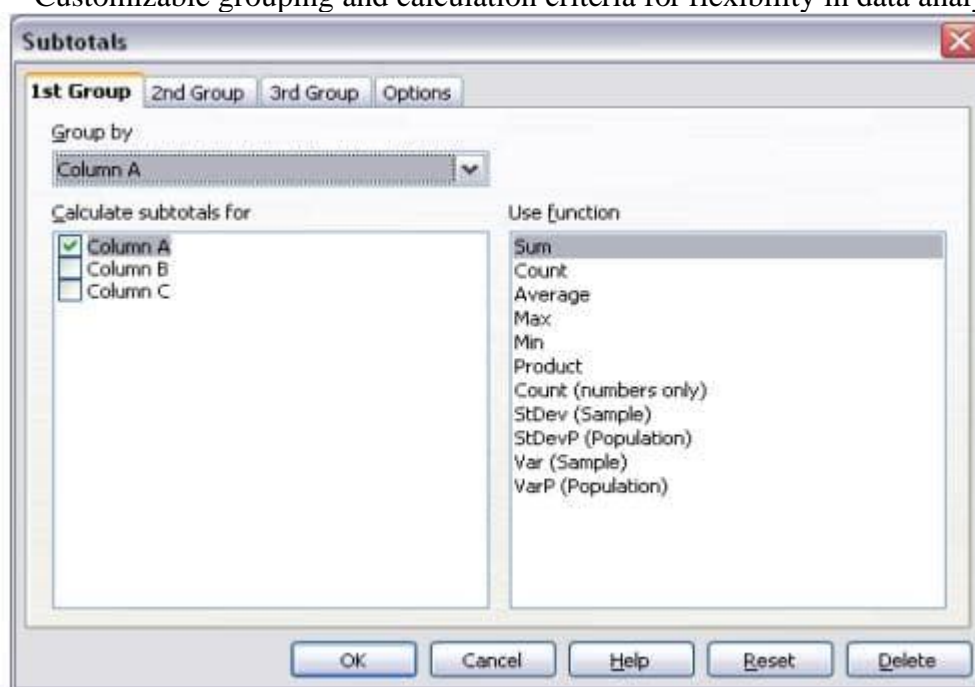 Customizable grouping and calculation criteria for flexibility in data
Subtotals
1st Group 2nd Group 3rd Group Options
Group by
Column A
Calculate subtotals for
Use function
Column A
Column B
Column C
Sum
Count
Average
Max
Min
Product
Count (numbers only)
StDev (Sample)
StDevP (Population)
Var (Sample)
VarP (Population)
OK Cancel Help Reset Delete